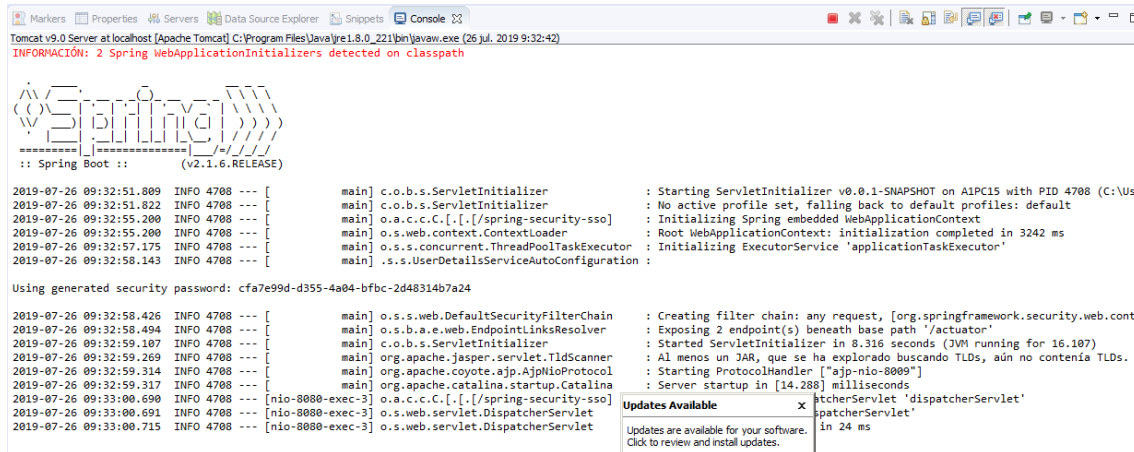 Markers Properties Servers Data Source Explorer Snippets Console
Tomcat v9.0 Server at localhost [Apache Tomcat] C:\Program Files\Java\jre1.8.0_221\bin\javaw.exe (26 jul. 2019 9:32:42)
INFORMACIÓN: 2 Spring WebApplicationInitializers detected on classpath
Spring
:: Spring Boot :: (v2.1.6.RELEASE)
2019-07-26 09:32:51.809 INFO 4708 --- [ main] c.o.b.s.ServletInitializer : Starting ServletInitializer v0.0.1-SNAPSHOT on A1PC15 with PID 4708 (C:\Us
2019-07-26 09:32:51.822 INFO 4708 --- [ main] c.o.b.s.ServletInitializer : No active profile set, falling back to default profiles: default
2019-07-26 09:32:55.200 INFO 4708 --- [ main] o.a.c.c.C.[.[.[/spring-security-sso] : Initializing Spring embedded WebApplicationContext
2019-07-26 09:32:55.200 INFO 4708 --- [ main] o.s.web.context.ContextLoader : Root WebApplicationContext: initialization completed in 3242 ms
2019-07-26 09:32:57.175 INFO 4708 --- [ main] o.s.s.concurrent.ThreadPoolTaskExecutor : Initializing ExecutorService 'applicationTaskExecutor'
2019-07-26 09:32:58.143 INFO 4708 --- [ main] .s.s.UserDetailsServiceAutoConfiguration :
Using generated security password: cfa7e99d-d355-4a04-bfbc-2d48314b7a24
2019-07-26 09:32:58.426 INFO 4708 --- [ main] o.s.s.web.DefaultSecurityFilterChain : Creating filter chain: any request, [org.springframework.security.web.cont
2019-07-26 09:32:58.494 INFO 4708 --- [ main] o.s.b.a.e.web.EndpointLinksResolver : Exposing 2 endpoint(s) beneath base path '/actuator'
2019-07-26 09:32:59.107 INFO 4708 --- [ main] c.o.b.s.ServletInitializer : Started ServletInitializer in 8.316 seconds (JVM running for 16.107)
2019-07-26 09:32:59.269 INFO 4708 --- [ main] org.apache.jasper.servlet.TldScanner : Al menos un JAR, que se ha explorado buscando TLDs, aún no contenía TLDs.
2019-07-26 09:32:59.314 INFO 4708 --- [ main] org.apache.coyote.ajp.AjpNioProtocol : Starting ProtocolHandler ["ajp-nio-8009"]
2019-07-26 09:32:59.317 INFO 4708 --- [ main] org.apache.catalina.startup.Catalina : Server startup in [14.288] milliseconds
2019-07-26 09:33:00.690 INFO 4708 --- [nio-8080-exec-3] o.a.c.c.C.[.[.[/spring-security-sso] tcherServlet 'dispatcherServlet'
2019-07-26 09:33:00.691 INFO 4708 --- [nio-8080-exec-3] o.s.web.servlet.DispatcherServlet spatcherServlet'
2019-07-26 09:33:00.715 INFO 4708 --- [nio-8080-exec-3] o.s.web.servlet.DispatcherServlet in 24 ms
Updates Available x
Updates are available for your software.
Click to review and install updates.